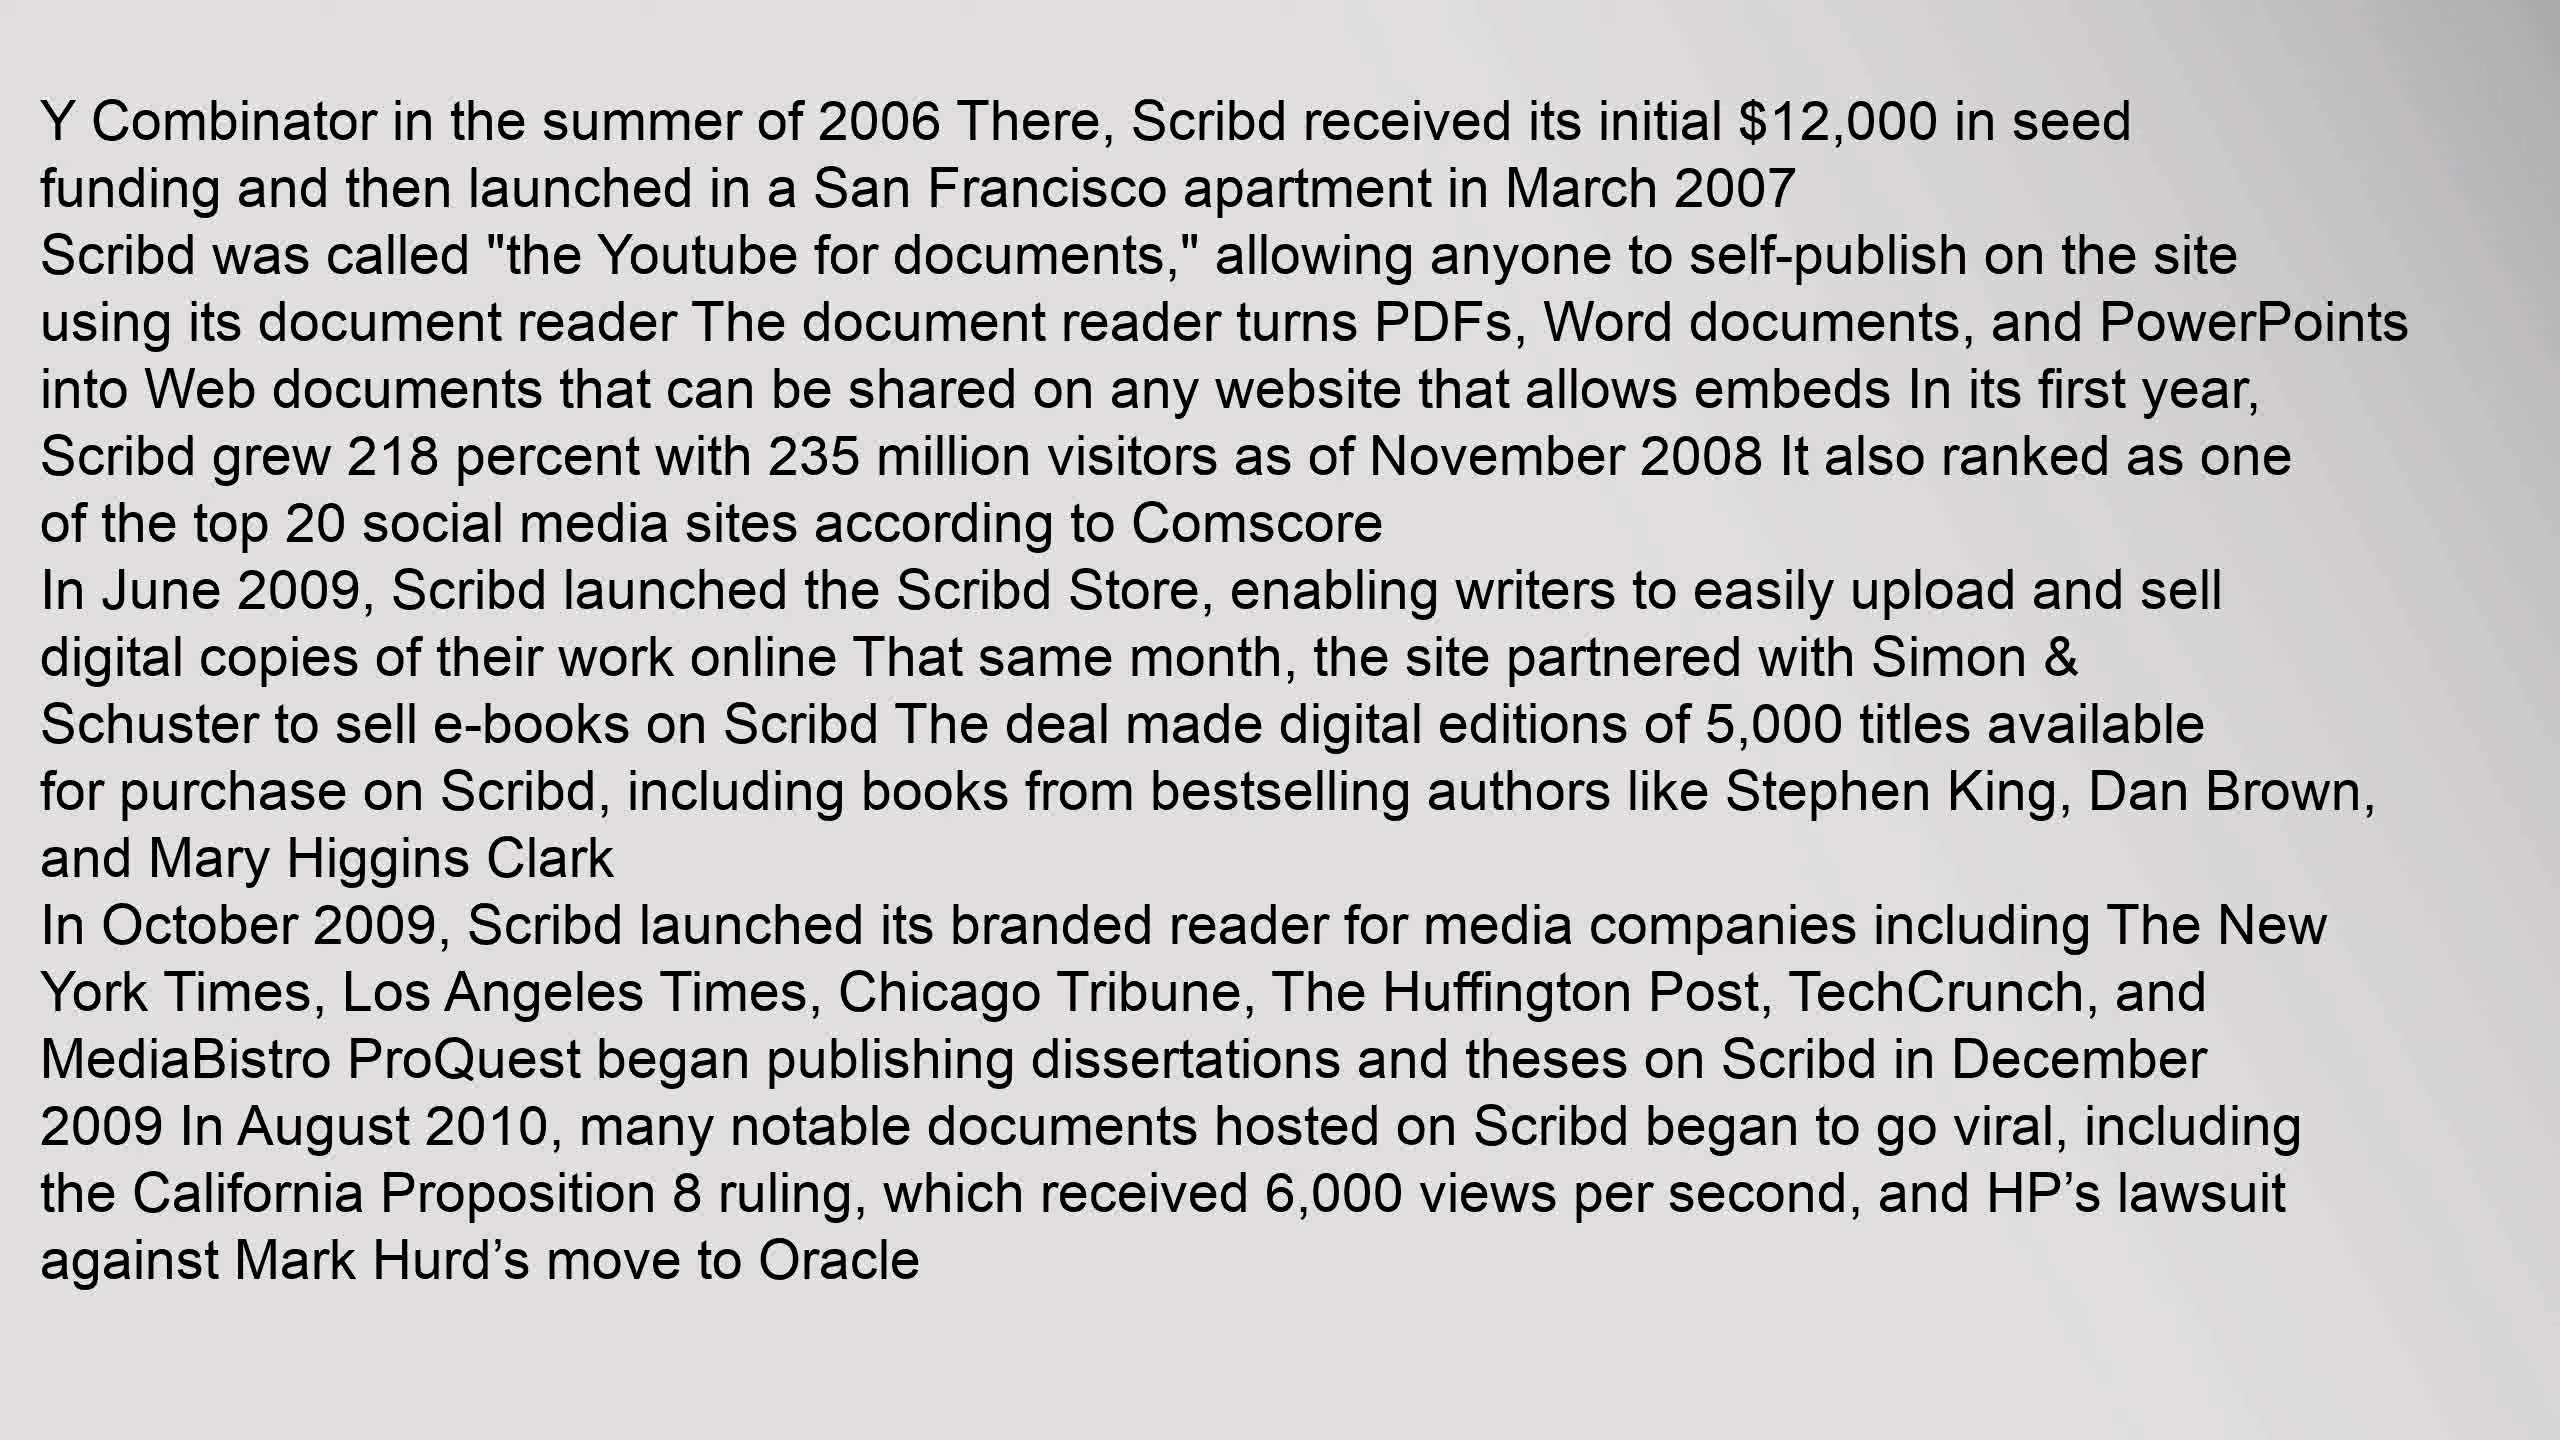 Y Combinator in the summer of 2006 There, Scribd received its initial $12,000 in seed
funding and then launched in a San Francisco apartment in March 2007
Scribd was called "the Youtube for documents," allowing anyone to self-publish on the site
using its document reader The document reader turns PDFs, Word documents, and PowerPoints
into Web documents that can be shared on any website that allows embeds In its first year,
Scribd grew 218 percent with 235 million visitors as of November 2008 It also ranked as one
of the top 20 social media sites according to Comscore
In June 2009, Scribd launched the Scribd Store, enabling writers to easily upload and sell
digital copies of their work online That same month, the site partnered with Simon &
Schuster to sell e-books on Scribd The deal made digital editions of 5,000 titles available
for purchase on Scribd, including books from bestselling authors like Stephen King, Dan Brown,
and Mary Higgins Clark
In October 2009, Scribd launched its branded reader for media companies including The New
York Times, Los Angeles Times, Chicago Tribune, The Huffington Post, TechCrunch, and
MediaBistro ProQuest began publishing dissertations and theses on Scribd in December
2009 In August 2010, many notable documents hosted on Scribd began to go viral, including
the California Proposition 8 ruling, which received 6,000 views per second, and HP’s lawsuit
against Mark Hurd’s move to Oracle